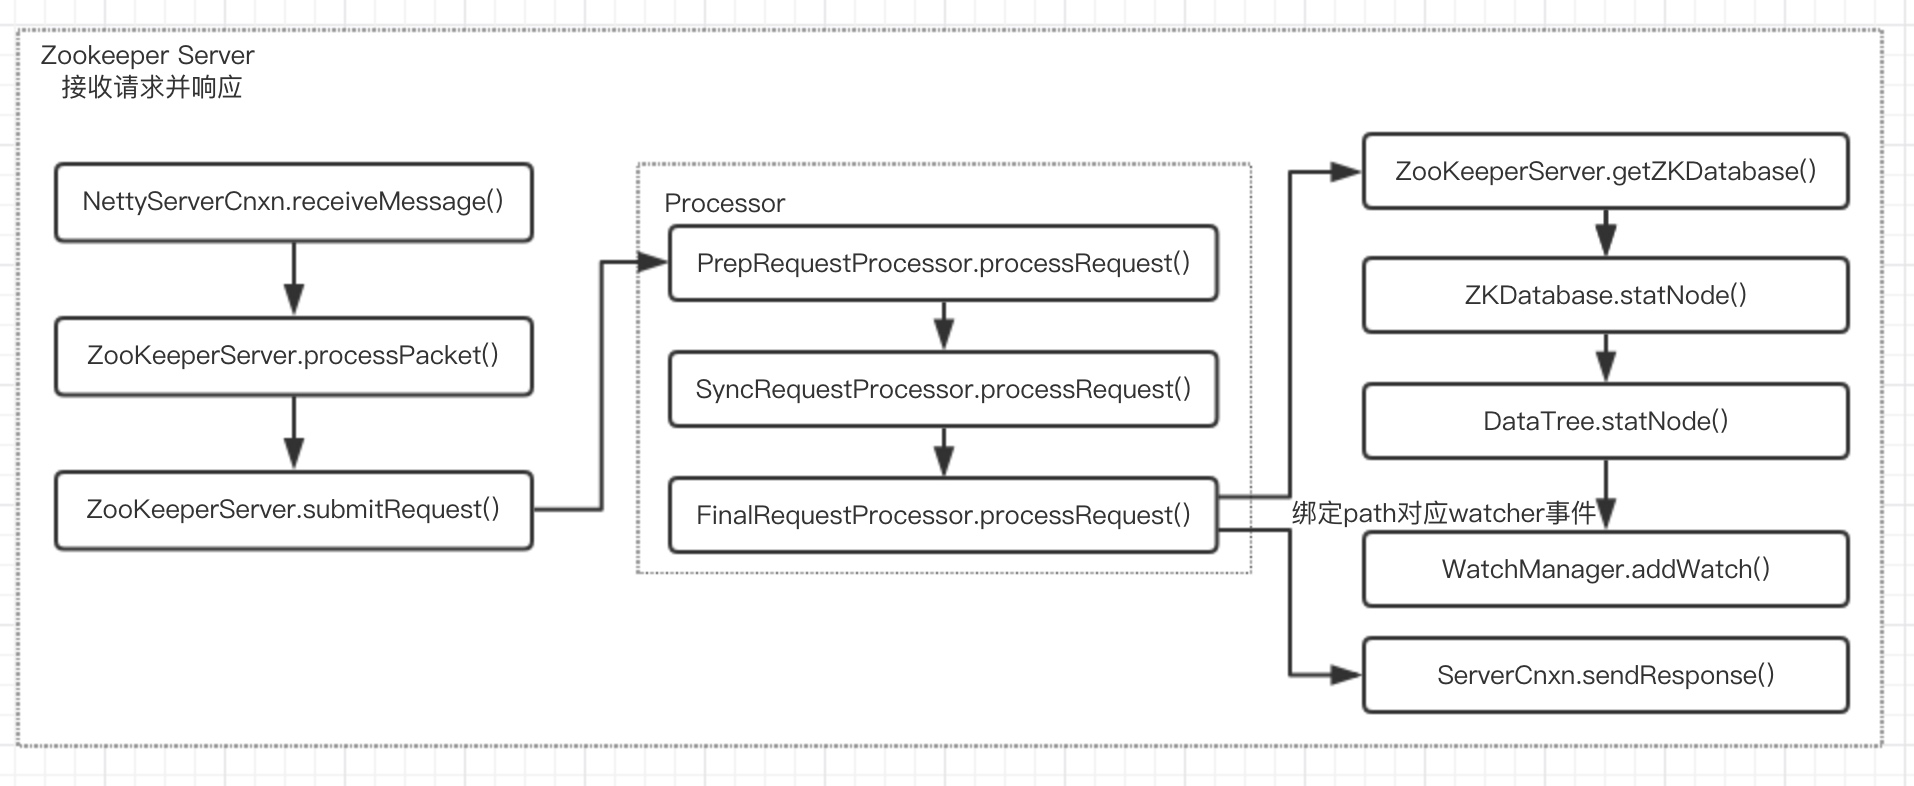 Zookeeper Server
接收请求并响应
NettyServerCnxn.receiveMessage()
ZooKeeperServer.processPacket()
ZooKeeperServer.submitRequest()
Processor
PrepRequestProcessor.processRequest()
SyncRequestProcessor.processRequest()
FinalRequestProcessor.processRequest()
ZooKeeperServer.getZKDatabase()
ZKDatabase.statNode()
DataTree.statNode()
绑定path对应watcher事件
WatchManager.addWatch()
ServerCnxn.sendResponse()